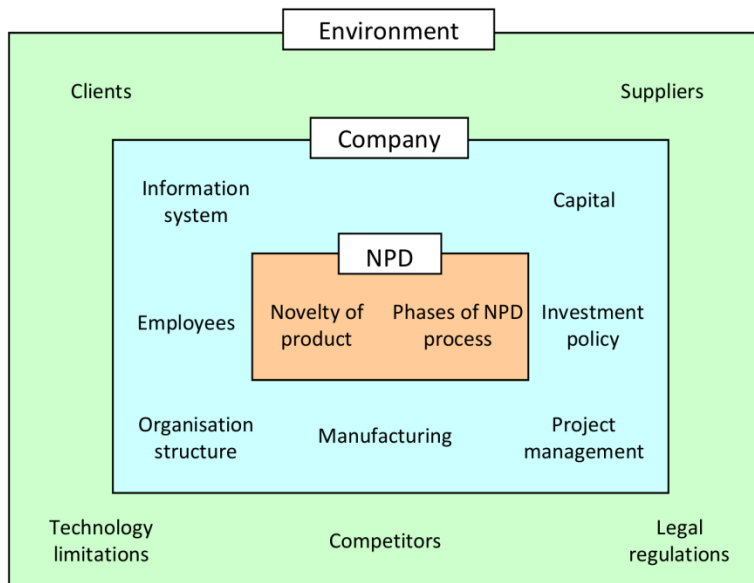 Environment
Clients
Suppliers
Company
Information
system
Capital
NPD
Employees
Novelty of
product
Phases of NPD
process
Investment
policy
Organisation
structure
Manufacturing
Project
management
Technology
limitations
Competitors
Legal
regulations